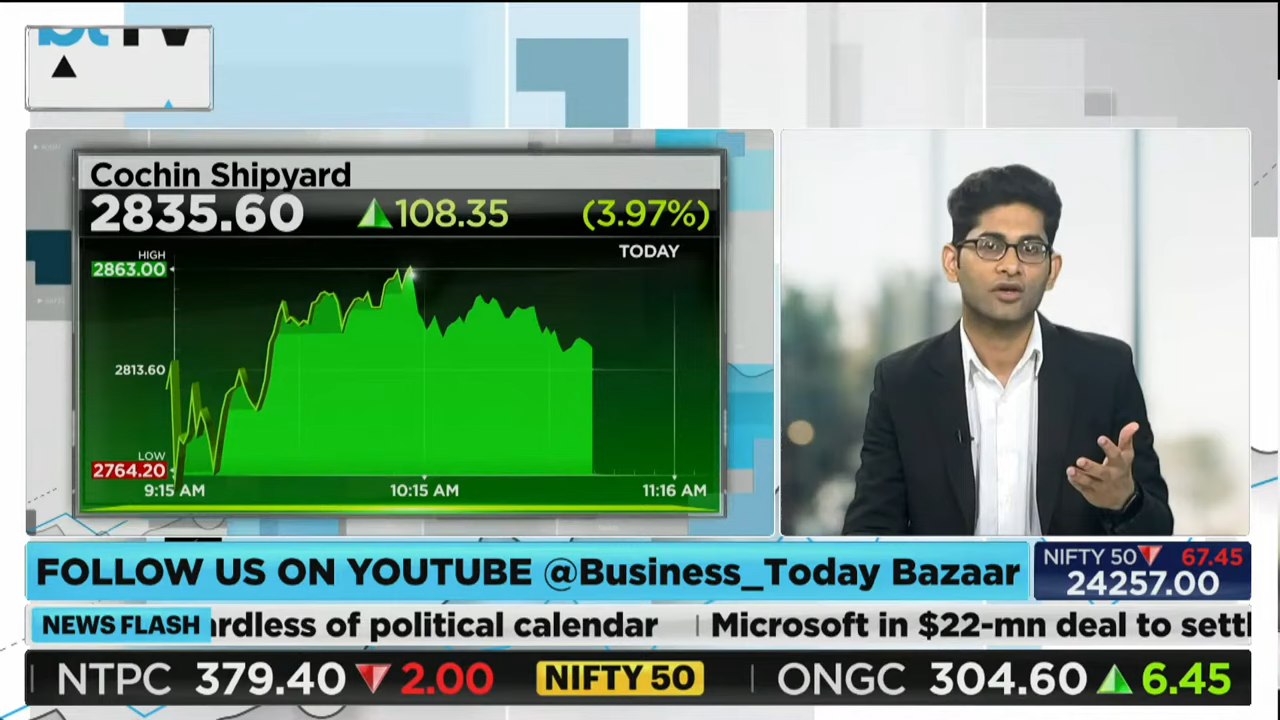 btTV
Cochin Shipyard
2835.60 108.35 (3.97%)
TODAY
HIGH
2863.00
2813.60
LOW
2764.20
9:15 AM 10:15 AM 11:16 AM
FOLLOW US ON YOUTUBE @Business_Today Bazaar
NIFTY 50 67.45
24257.00
NEWS FLASH rdless of political calendar | Microsoft in $22-mn deal to settl
NTPC 379.40 2.00 NIFTY 50 ONGC 304.60 6.45